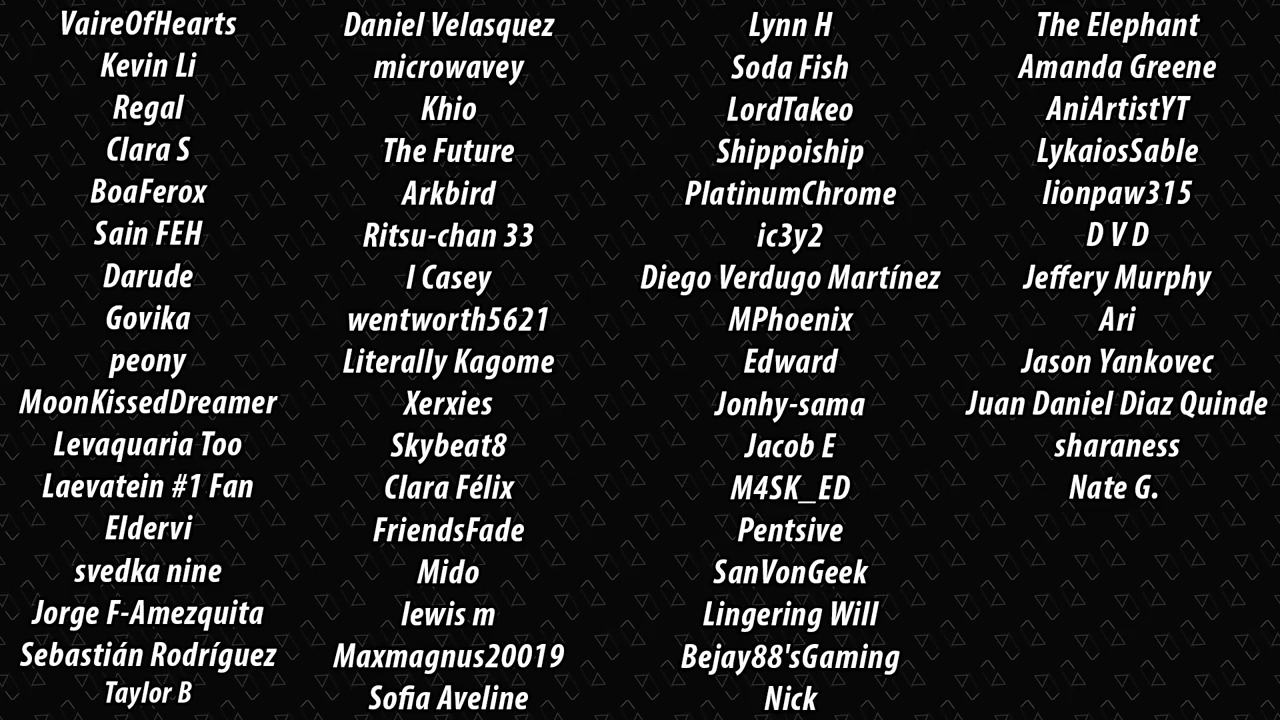 VaireOfHearts
Kevin Li
Regal
Clara S
BoaFerox
Sain FEH
Darude
Govika
peony
MoonKissedDreamer
Levaquaria Too
Laevatein #1 Fan
Eldervi
svedka nine
Jorge F-Amezquita
Sebastián Rodríguez
Taylor B
Daniel Velasquez
microwavey
Khio
The Future
Arkbird
Ritsu-chan 33
I Casey
wentworth5621
Literally Kagome
Xerxies
Skybeat8
Clara Félix
FriendsFade
Mido
lewis m
Maxmagnus20019
Sofia Aveline
Lynn H
Soda Fish
LordTakeo
Shippoiship
PlatinumChrome
ic3y2
Diego Verdugo Martínez
MPhoenix
Edward
Jonhy-sama
Jacob E
M4SK_ED
Pentsive
SanVonGeek
Lingering Will
Bejay88'sGaming
Nick
The Elephant
Amanda Greene
AniArtistYT
LykaiosSable
lionpaw315
D V D
Jeffery Murphy
Ari
Jason Yankovec
Juan Daniel Diaz Quinde
sharaness
Nate G.